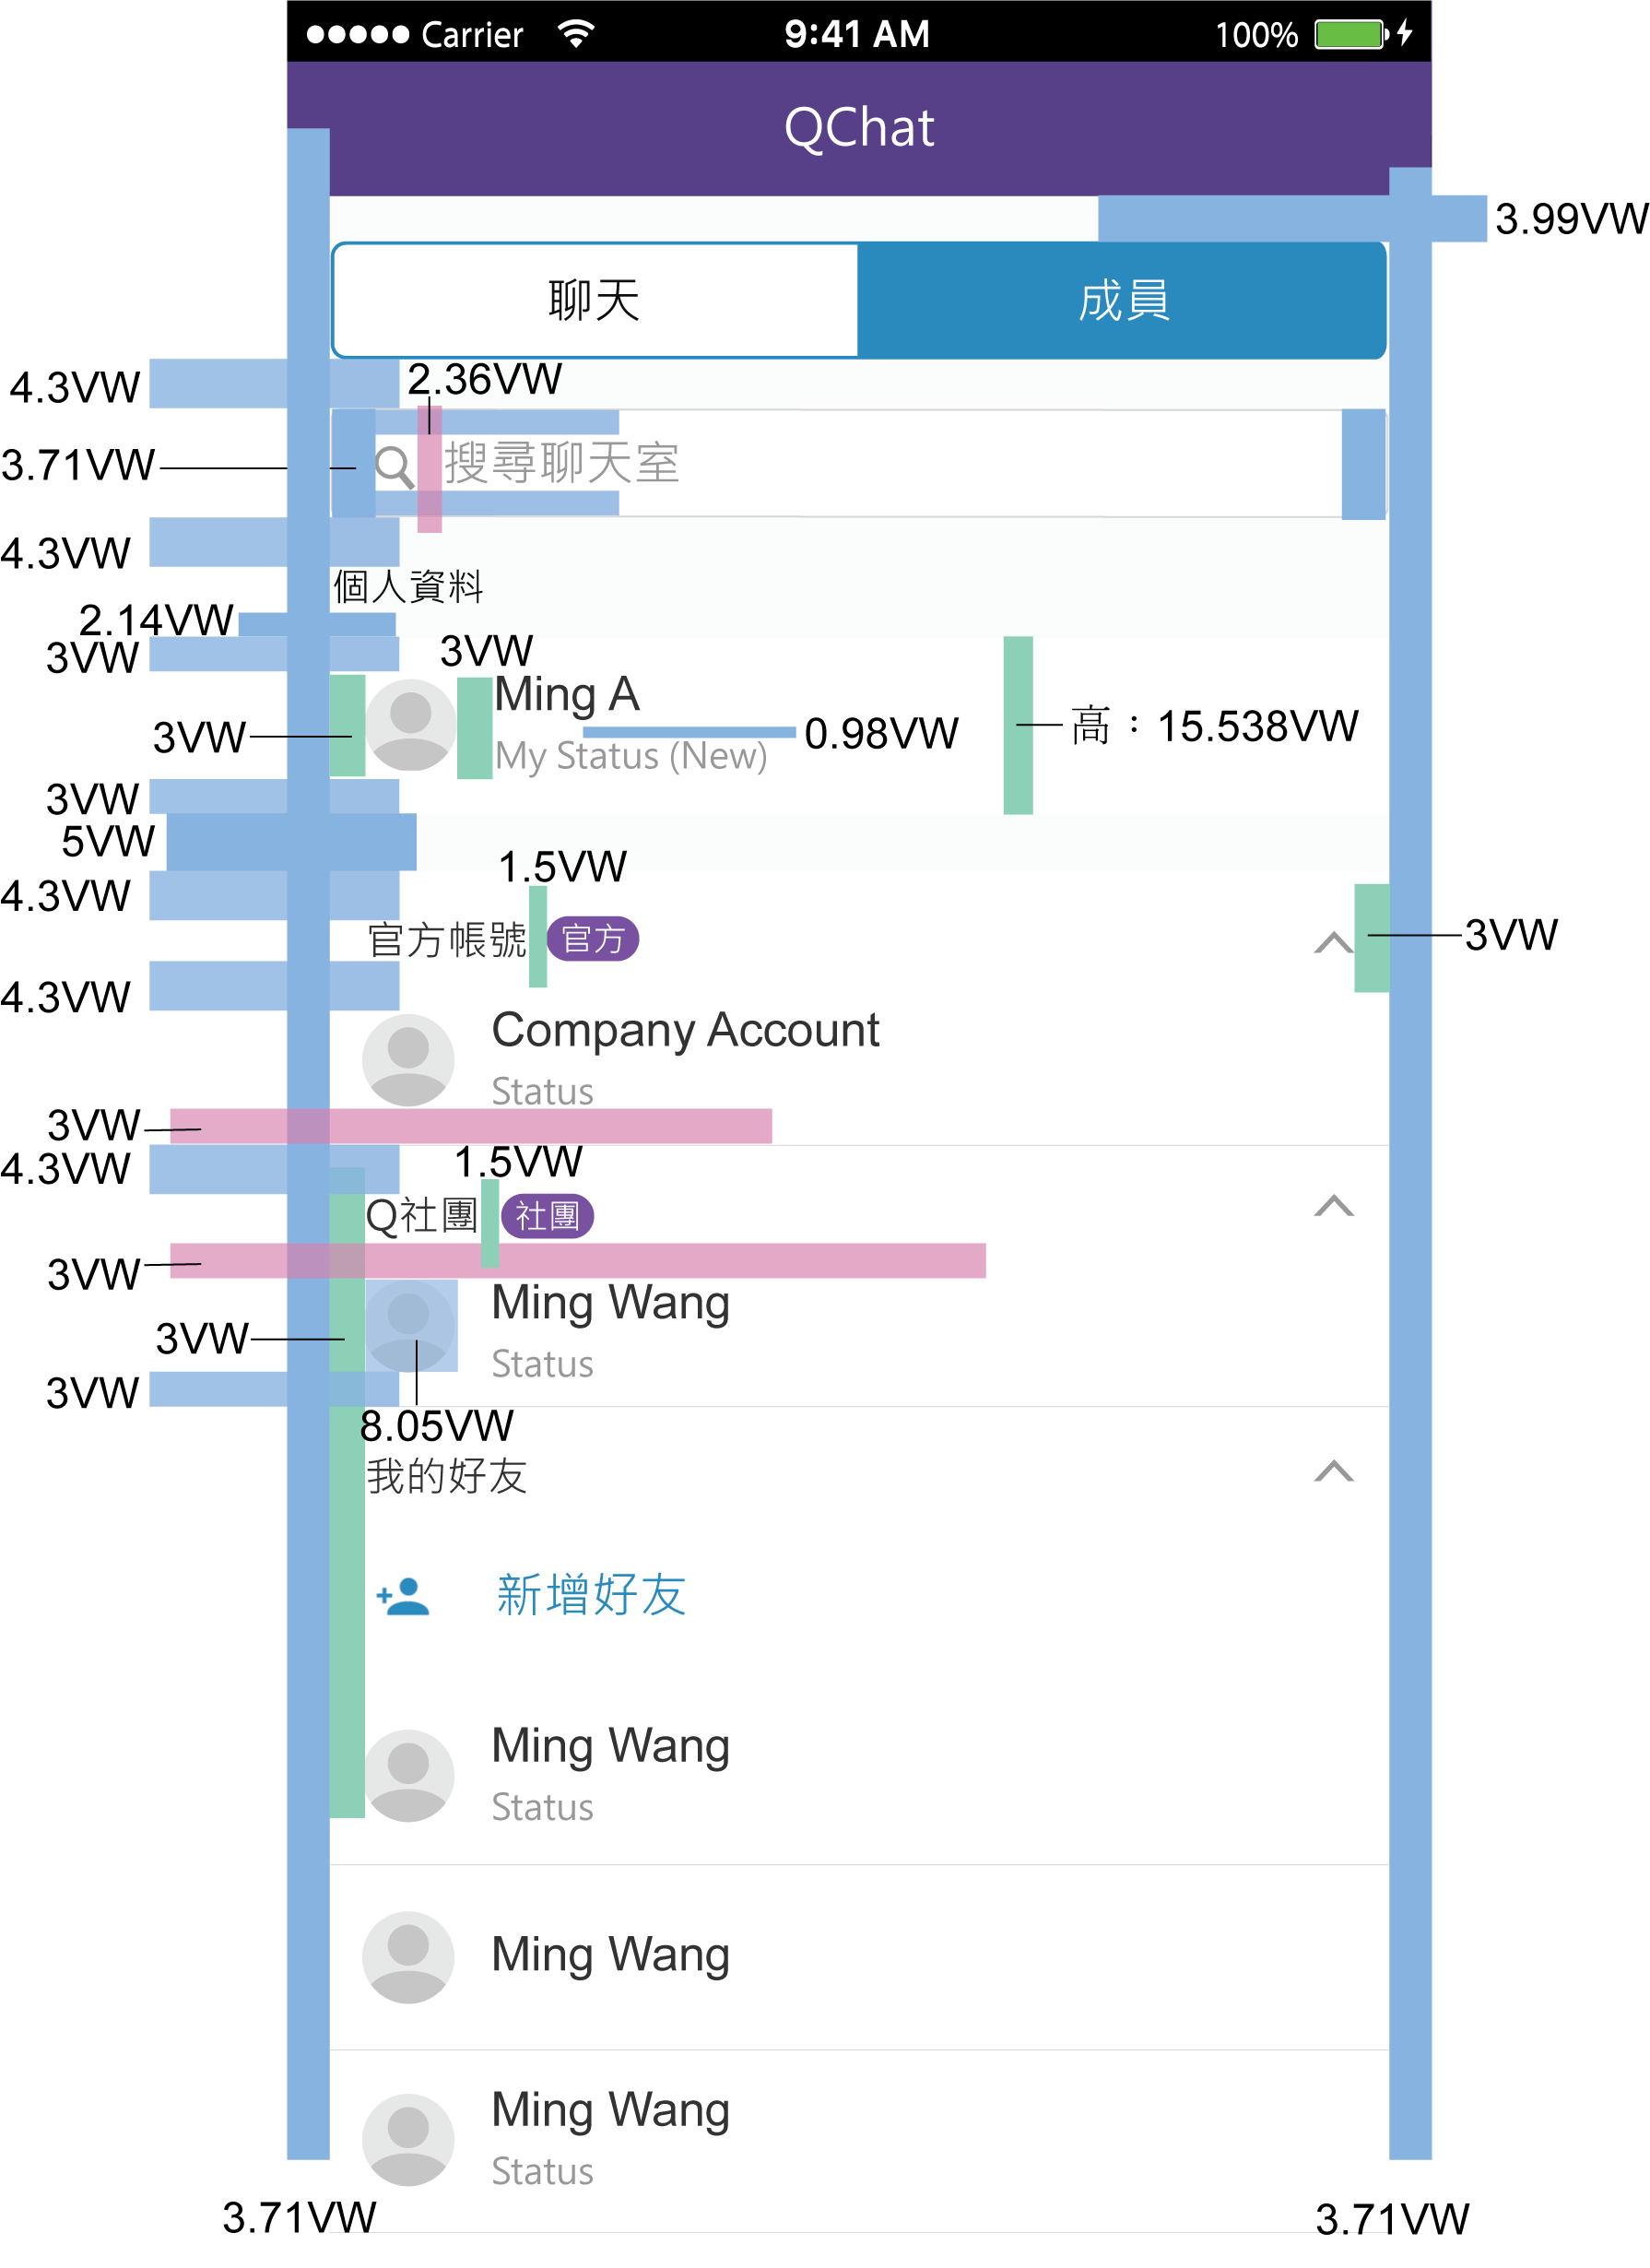 Carrier 9:41 AM 100%
QChat
3.99VW
聊天 成員
4.3VW
2.36VW
3.71VW
搜尋聊天室
4.3VW
個人資料
2.14VW
3VW
3VW
Ming A
3VW
0.98VW
高：15.538VW
My Status (New)
3VW
5VW
1.5VW
4.3VW
官方帳號 官方
3VW
4.3VW
Company Account
Status
3VW
4.3VW
1.5VW
Q社團 社團
3VW
Ming Wang
3VW
Status
3VW
8.05VW
我的好友
新增好友
Ming Wang
Status
Ming Wang
Ming Wang
Status
3.71VW
3.71VW